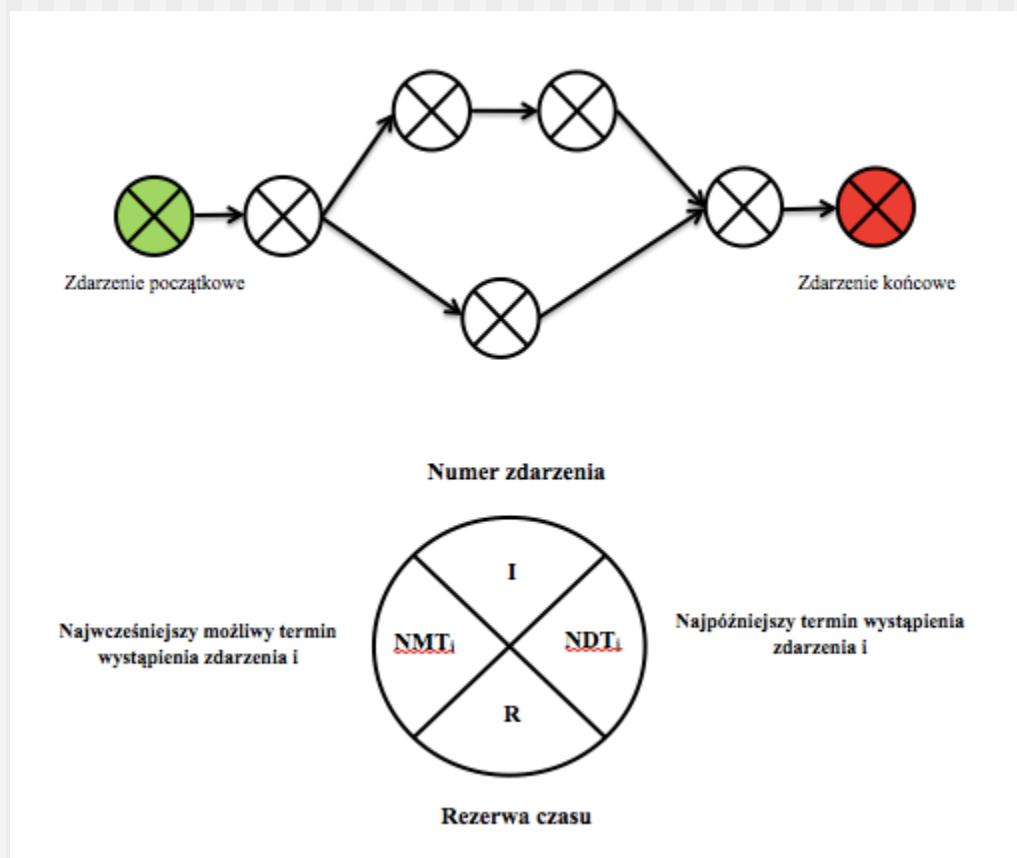 Zdarzenie początkowe
Zdarzenie końcowe
Numer zdarzenia
I
Najwcześniejszy możliwy termin
wystąpienia zdarzenia i
NMTi
NDTi
Najpóźniejszy termin wystąpienia
zdarzenia i
R
Rezerwa czasu